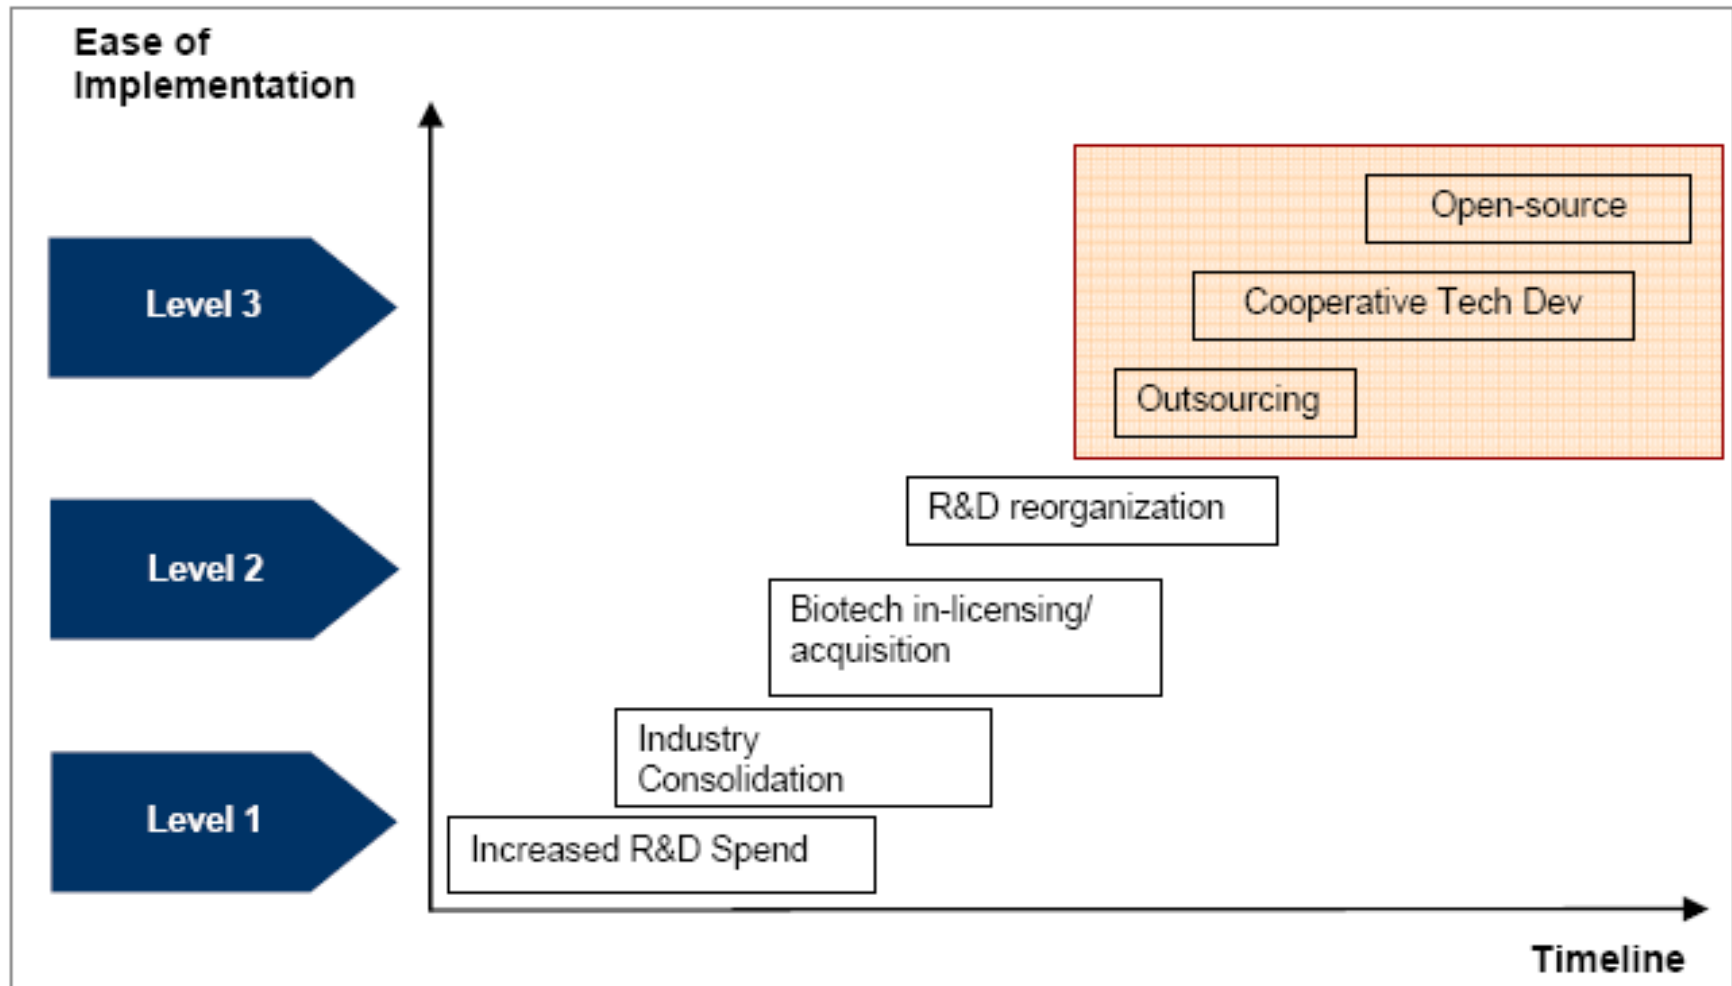 Ease of
Implementation
Open-source
Level 3
Cooperative Tech Dev
Outsourcing
R&D reorganization
Level 2
Biotech in-licensing/
acquisition
Industry
Consolidation
Level 1
Increased R&D Spend
Timeline